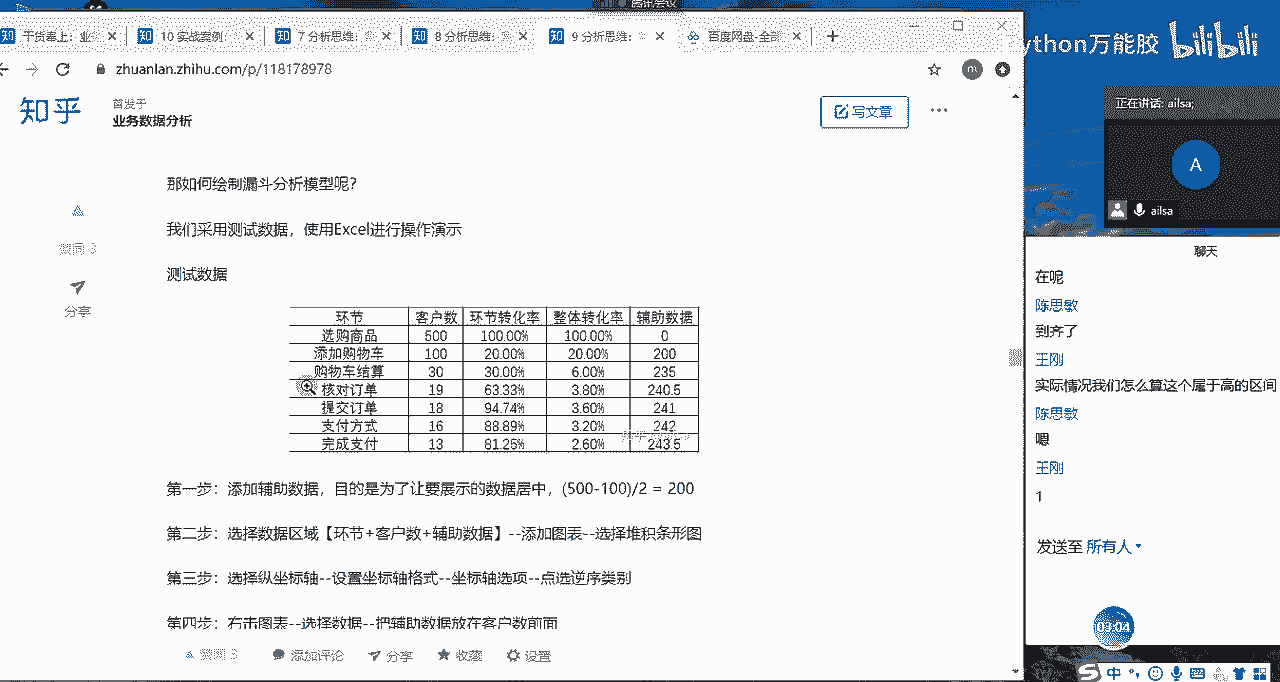 腾讯会议
干货奉上：业务
10 实战案例：
7 分析思维：
8 分析思维：
9 分析思维：
百度网盘-全部
zhuanlan.zhihu.com/p/118178978
m
知乎
首发于
业务数据分析
写文章
那如何绘制漏斗分析模型呢？
我们采用测试数据，使用Excel进行操作演示
测试数据
赞同 3
分享
环节 客户数 环节转化率 整体转化率 辅助数据
选购商品 500 100.00% 100.00% 0
添加购物车 100 20.00% 20.00% 200
购物车结算 30 30.00% 6.00% 235
核对订单 19 63.33% 3.80% 240.5
提交订单 18 94.74% 3.60% 241
支付方式 16 88.89% 3.20% 242
完成支付 13 81.25% 2.60% 243.5
第一步：添加辅助数据，目的是为了让要展示的数据居中，(500-100)/2 = 200
第二步：选择数据区域【环节+客户数+辅助数据】--添加图表--选择堆积条形图
第三步：选择纵坐标轴--设置坐标轴格式--坐标轴选项--点选逆序类别
第四步：右击图表--选择数据--把辅助数据放在客户数前面
赞同 3 添加评论 分享 收藏 设置
ython万能胶 bilibili
正在讲话: ailsa;
A
ailsa
聊天
在呢
陈思敏
到齐了
王刚
实际情况我们怎么算这个属于高的区间
陈思敏
嗯
王刚
1
发送至 所有人
03:04
中